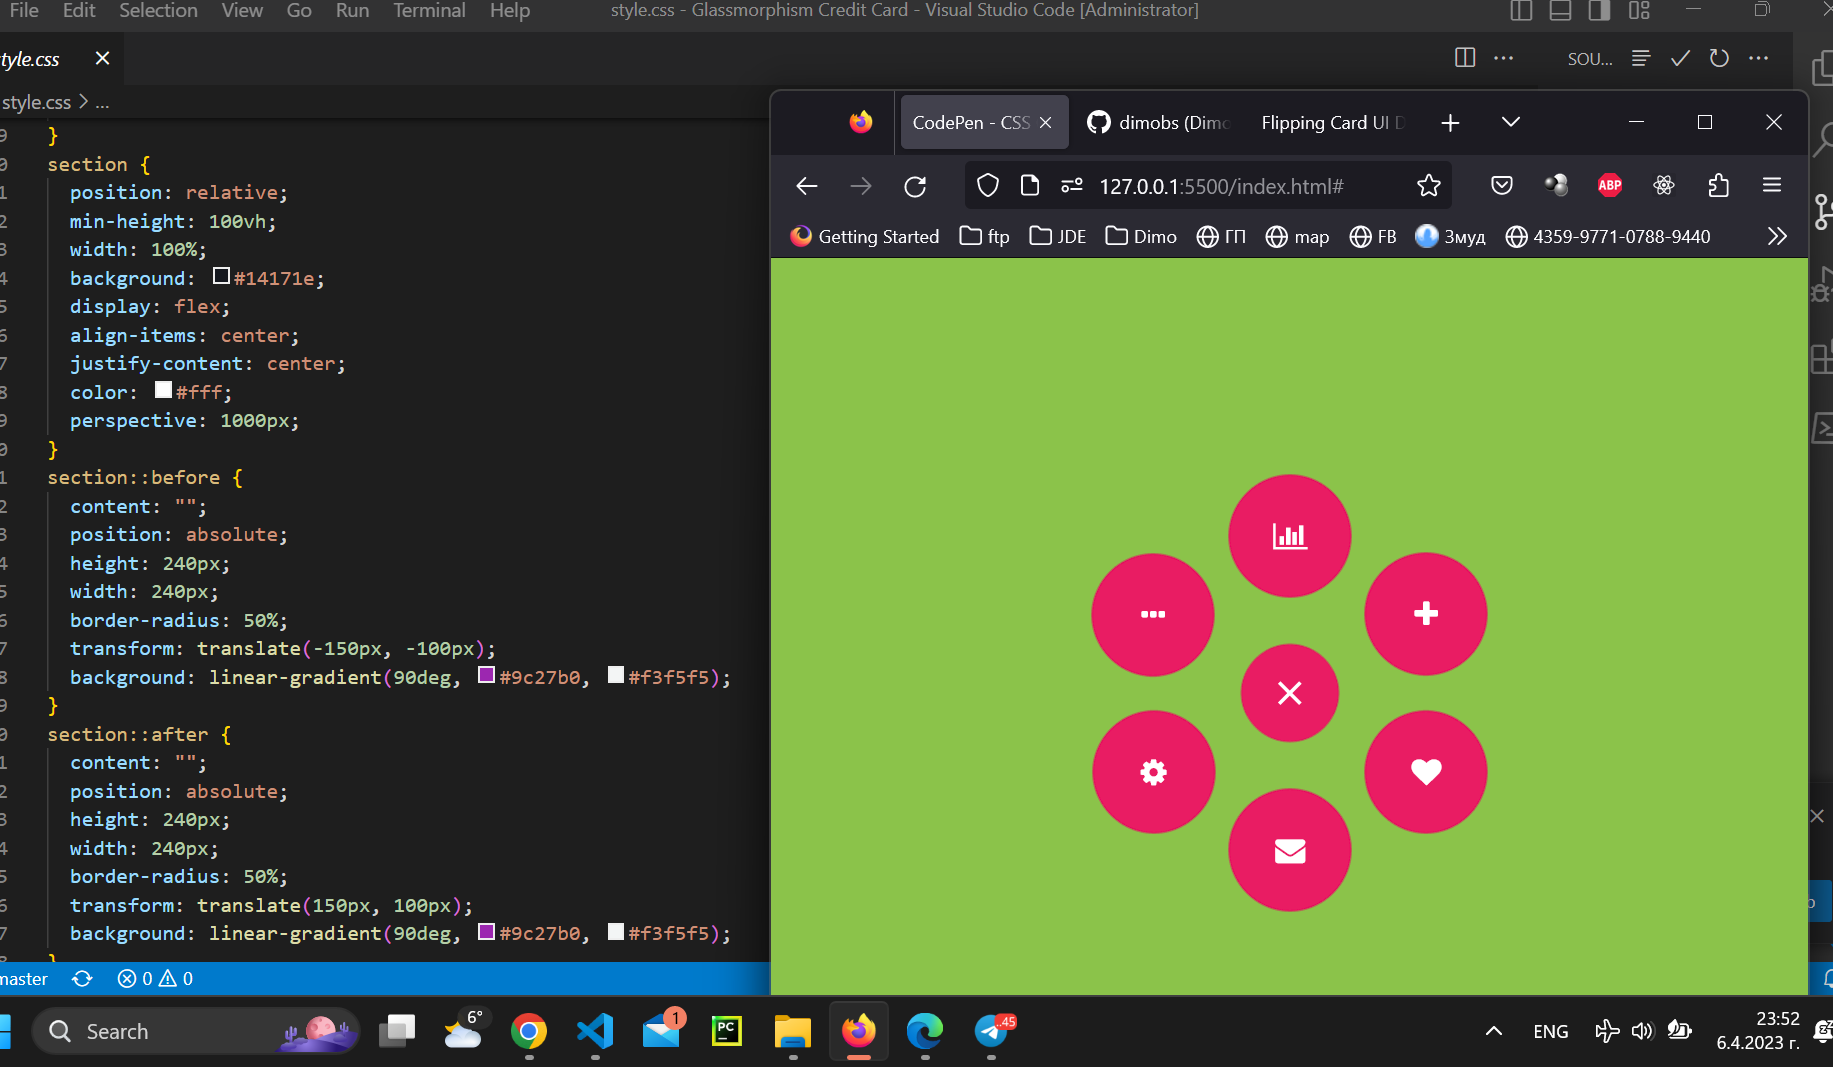 File Edit Selection View Go Run Terminal Help
style.css - Glassmorphism Credit Card - Visual Studio Code [Administrator]
tyle.css
SOU...
style.css > ...
9 }
0 section {
1 position: relative;
2 min-height: 100vh;
3 width: 100%;
4 background: #14171e;
5 display: flex;
6 align-items: center;
7 justify-content: center;
8 color: #fff;
9 perspective: 1000px;
0 }
1 section::before {
2 content: "";
3 position: absolute;
4 height: 240px;
5 width: 240px;
6 border-radius: 50%;
7 transform: translate(-150px, -100px);
8 background: linear-gradient(90deg, #9c27b0, #f3f5f5);
9 }
0 section::after {
1 content: "";
2 position: absolute;
3 height: 240px;
4 width: 240px;
5 border-radius: 50%;
6 transform: translate(150px, 100px);
7 background: linear-gradient(90deg, #9c27b0, #f3f5f5);
8 }
master 0 0
CodePen - CSS
dimobs (Dimo
Flipping Card UI D
127.0.0.1:5500/index.html#
ABP
Getting Started ftp JDE Dimo ГП map FB Змуд 4359-9771-0788-9440
Search
6°
1
PC
..45
ENG
23:52
6.4.2023 г.